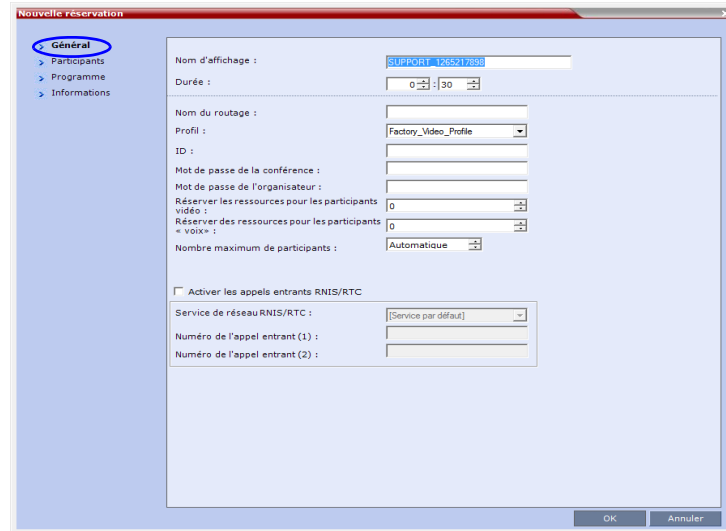 Nouvelle réservation
Général
Participants
Programme
Informations
Nom d'affichage :
SUPPORT_1265217898
Durée :
0 : 30
Nom du routage :
Profil :
Factory_Video_Profile
ID :
Mot de passe de la conférence :
Mot de passe de l'organisateur :
Réserver les ressources pour les participants
vidéo :
0
Réserver des ressources pour les participants
« voix» :
0
Nombre maximum de participants :
Automatique
Activer les appels entrants RNIS/RTC
Service de réseau RNIS/RTC :
[Service par défaut]
Numéro de l'appel entrant (1) :
Numéro de l'appel entrant (2) :
OK
Annuler